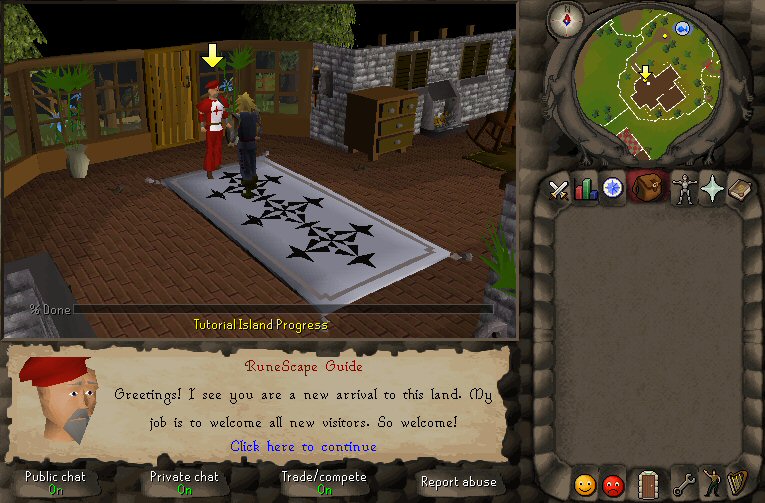 N
% Done
Tutorial Island Progress
RuneScape Guide
Greetings! I see you are a new arrival to this land. My
job is to welcome all new visitors. So welcome!
Click here to continue
Public chat
On
Private chat
On
Trade/compete
On
Report abuse